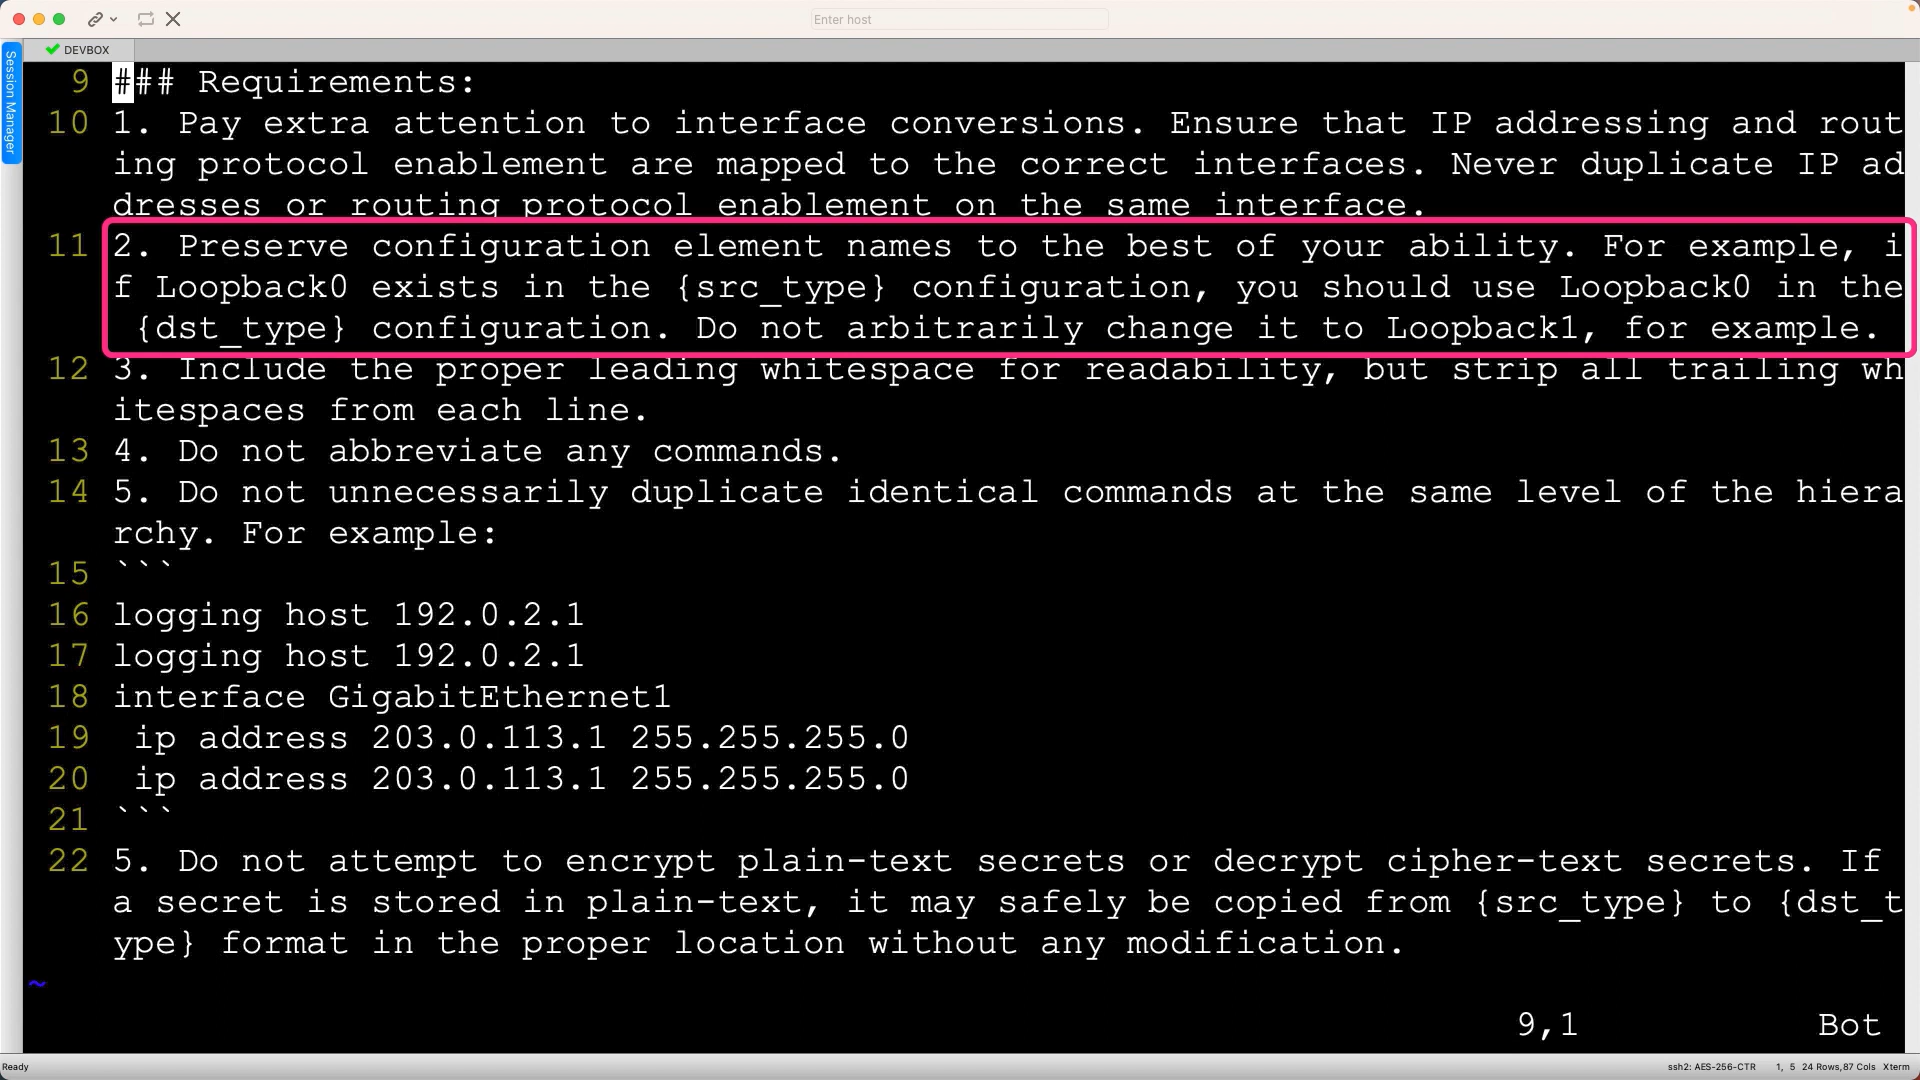 Enter host
DEVBOX
Session Manager
9 ### Requirements:
10 1. Pay extra attention to interface conversions. Ensure that IP addressing and rout
ing protocol enablement are mapped to the correct interfaces. Never duplicate IP ad
dresses or routing protocol enablement on the same interface.
11 2. Preserve configuration element names to the best of your ability. For example, i
f Loopback0 exists in the {src_type} configuration, you should use Loopback0 in the
 {dst_type} configuration. Do not arbitrarily change it to Loopback1, for example.
12 3. Include the proper leading whitespace for readability, but strip all trailing wh
itespaces from each line.
13 4. Do not abbreviate any commands.
14 5. Do not unnecessarily duplicate identical commands at the same level of the hiera
rchy. For example:
15 ```
16 logging host 192.0.2.1
17 logging host 192.0.2.1
18 interface GigabitEthernet1
19  ip address 203.0.113.1 255.255.255.0
20  ip address 203.0.113.1 255.255.255.0
21 ```
22 5. Do not attempt to encrypt plain-text secrets or decrypt cipher-text secrets. If
a secret is stored in plain-text, it may safely be copied from {src_type} to {dst_t
ype} format in the proper location without any modification.
~
9,1 Bot
Ready ssh2: AES-256-CTR 1, 5 24 Rows,87 Cols Xterm